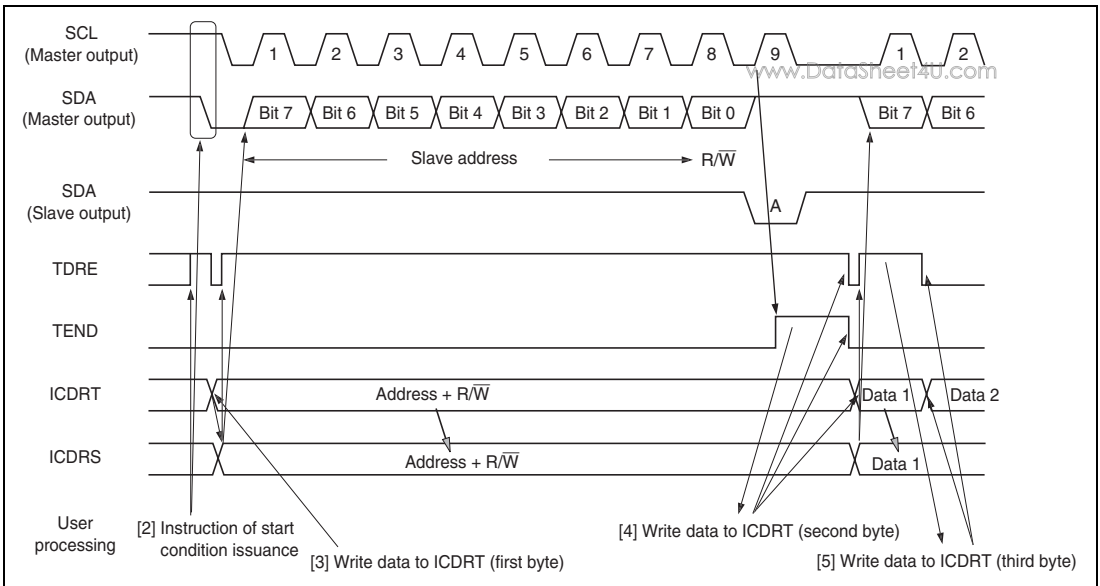 SCL
(Master output)
1 2 3 4 5 6 7 8 9 1 2
www.DataSheet4U.com
SDA
(Master output)
Bit 7 Bit 6 Bit 5 Bit 4 Bit 3 Bit 2 Bit 1 Bit 0 Bit 7 Bit 6
Slave address R/W̅
SDA
(Slave output)
A
TDRE
TEND
ICDRT
Address + R/W̅ Data 1 Data 2
ICDRS
Address + R/W̅ Data 1
User
processing
[2] Instruction of start
condition issuance
[3] Write data to ICDRT (first byte)
[4] Write data to ICDRT (second byte)
[5] Write data to ICDRT (third byte)